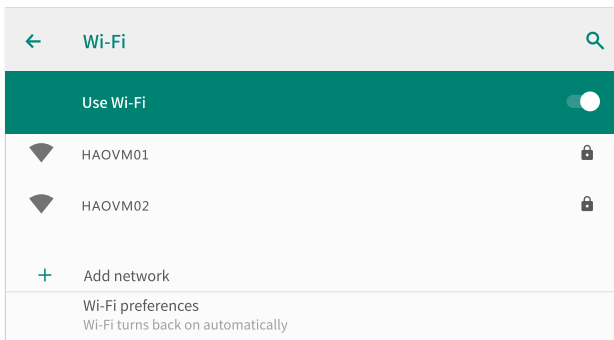 Wi-Fi
Use Wi-Fi
HAOVM01
HAOVM02
Add network
Wi-Fi preferences
Wi-Fi turns back on automatically